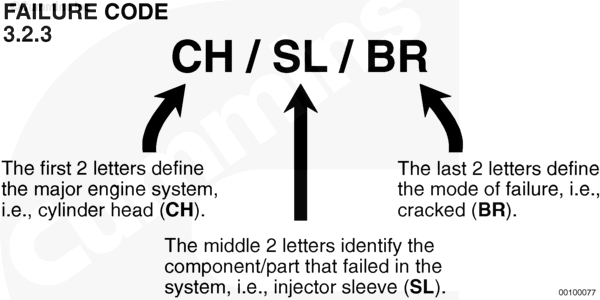 FAILURE CODE
3.2.3
CH / SL / BR
The first 2 letters define
the major engine system,
i.e., cylinder head (CH).
The last 2 letters define
the mode of failure, i.e.,
cracked (BR).
The middle 2 letters identify the
component/part that failed in the
system, i.e., injector sleeve (SL).
00100077
Cummins